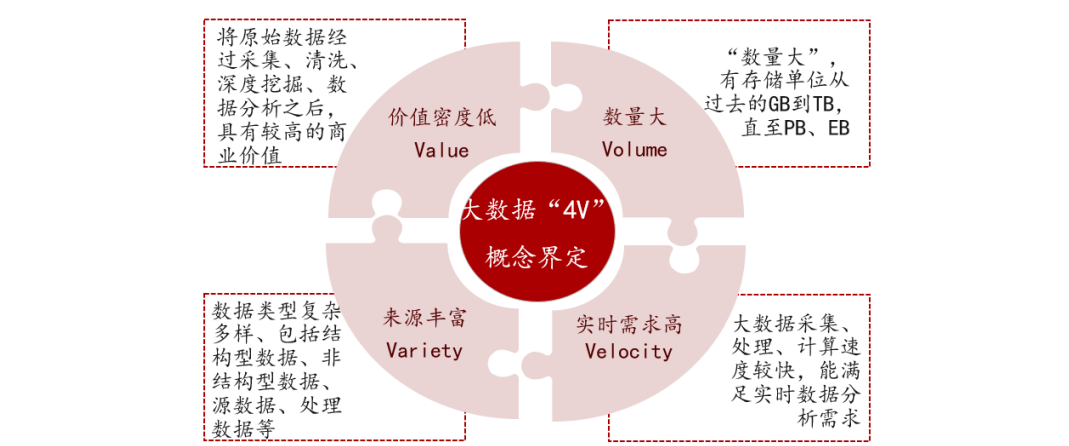 将原始数据经
过采集、清洗、
深度挖掘、数
据分析之后，
具有较高的商
业价值
价值密度低
Value
数量大
Volume
“数量大”，
有存储单位从
过去的GB到TB，
直至PB、EB
大数据“4V”
概念界定
数据类型复杂
多样、包括结
构型数据、非
结构型数据、
源数据、处理
数据等
来源丰富
Variety
实时需求高
Velocity
大数据采集、
处理、计算速
度较快，能满
足实时数据分
析需求